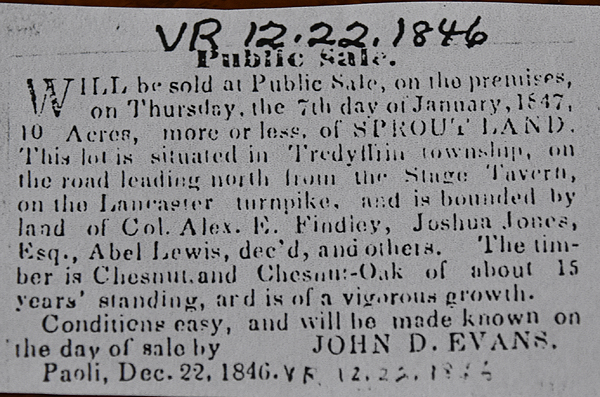 VR 12.22.1846
Public Sale.
WILL be sold at Public Sale, on the premises,
on Thursday, the 7th day of January, 1847,
10 Acres, more or less, of SPROUT LAND.
This lot is situated in Tredyffrin township, on
the road leading north from the Stage Tavern,
on the Lancaster turnpike, and is bounded by
land of Col. Alex. E. Findley, Joshua Jones,
Esq., Abel Lewis, dec'd, and others. The tim-
ber is Chesnut and Chesnut-Oak of about 15
years' standing, and is of a vigorous growth.
Conditions easy, and will be made known on
the day of sale by JOHN D. EVANS.
Paoli, Dec. 22, 1846. VR 12.22.1846